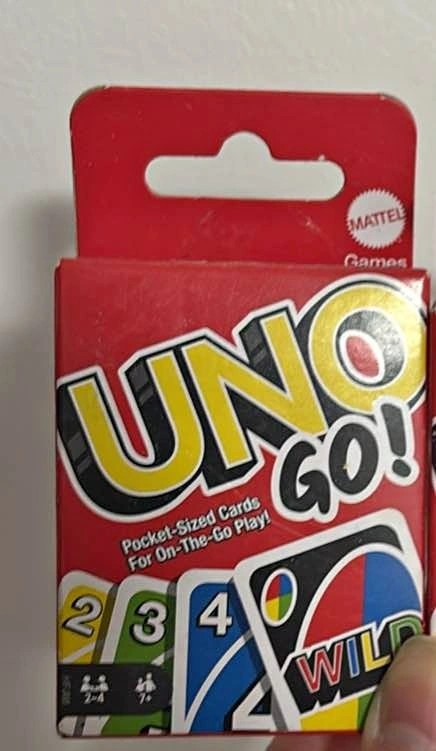 MATTEL
Games
UNO
GO!
Pocket-Sized Cards
For On-The-Go Play!
2
3
4
WILD
2-4
7+